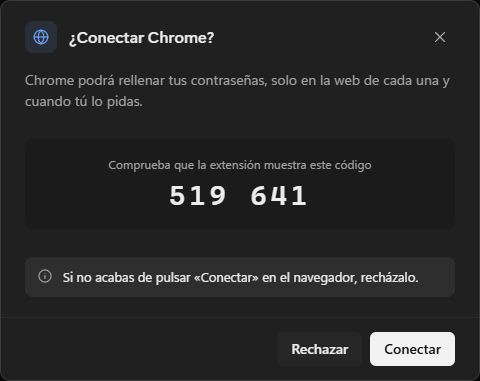 ¿Conectar Chrome?
Chrome podrá rellenar tus contraseñas, solo en la web de cada una y
cuando tú lo pidas.
Comprueba que la extensión muestra este código
519 641
Si no acabas de pulsar «Conectar» en el navegador, recházalo.
Rechazar
Conectar